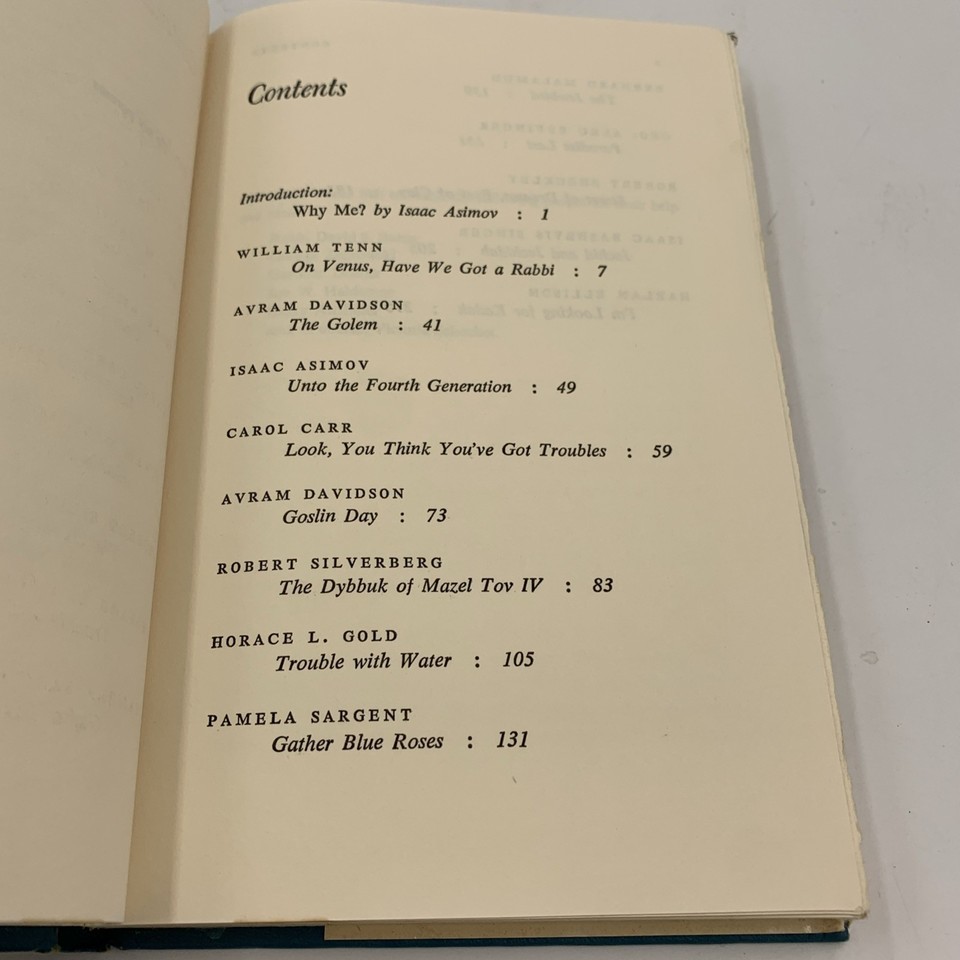 Contents
Introduction:
Why Me? by Isaac Asimov : 1
WILLIAM TENN
On Venus, Have We Got a Rabbi : 7
AVRAM DAVIDSON
The Golem : 41
ISAAC ASIMOV
Unto the Fourth Generation : 49
CAROL CARR
Look, You Think You've Got Troubles : 59
AVRAM DAVIDSON
Goslin Day : 73
ROBERT SILVERBERG
The Dybbuk of Mazel Tov IV : 83
HORACE L. GOLD
Trouble with Water : 105
PAMELA SARGENT
Gather Blue Roses : 131